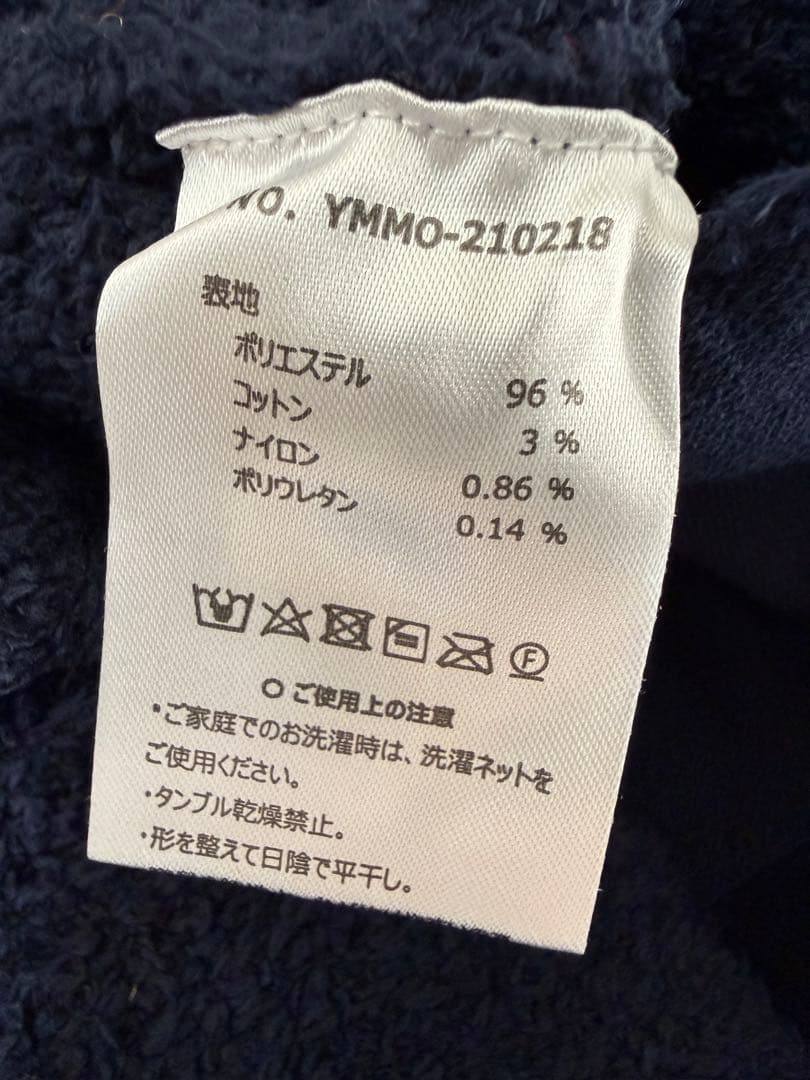 NO. YMMO-210218
表地
ポリエステル 96 %
コットン 3 %
ナイロン 0.86 %
ポリウレタン 0.14 %
F
○ ご使用上の注意
・ご家庭でのお洗濯時は、洗濯ネットを
ご使用ください。
・タンブル乾燥禁止。
・形を整えて日陰で平干し。